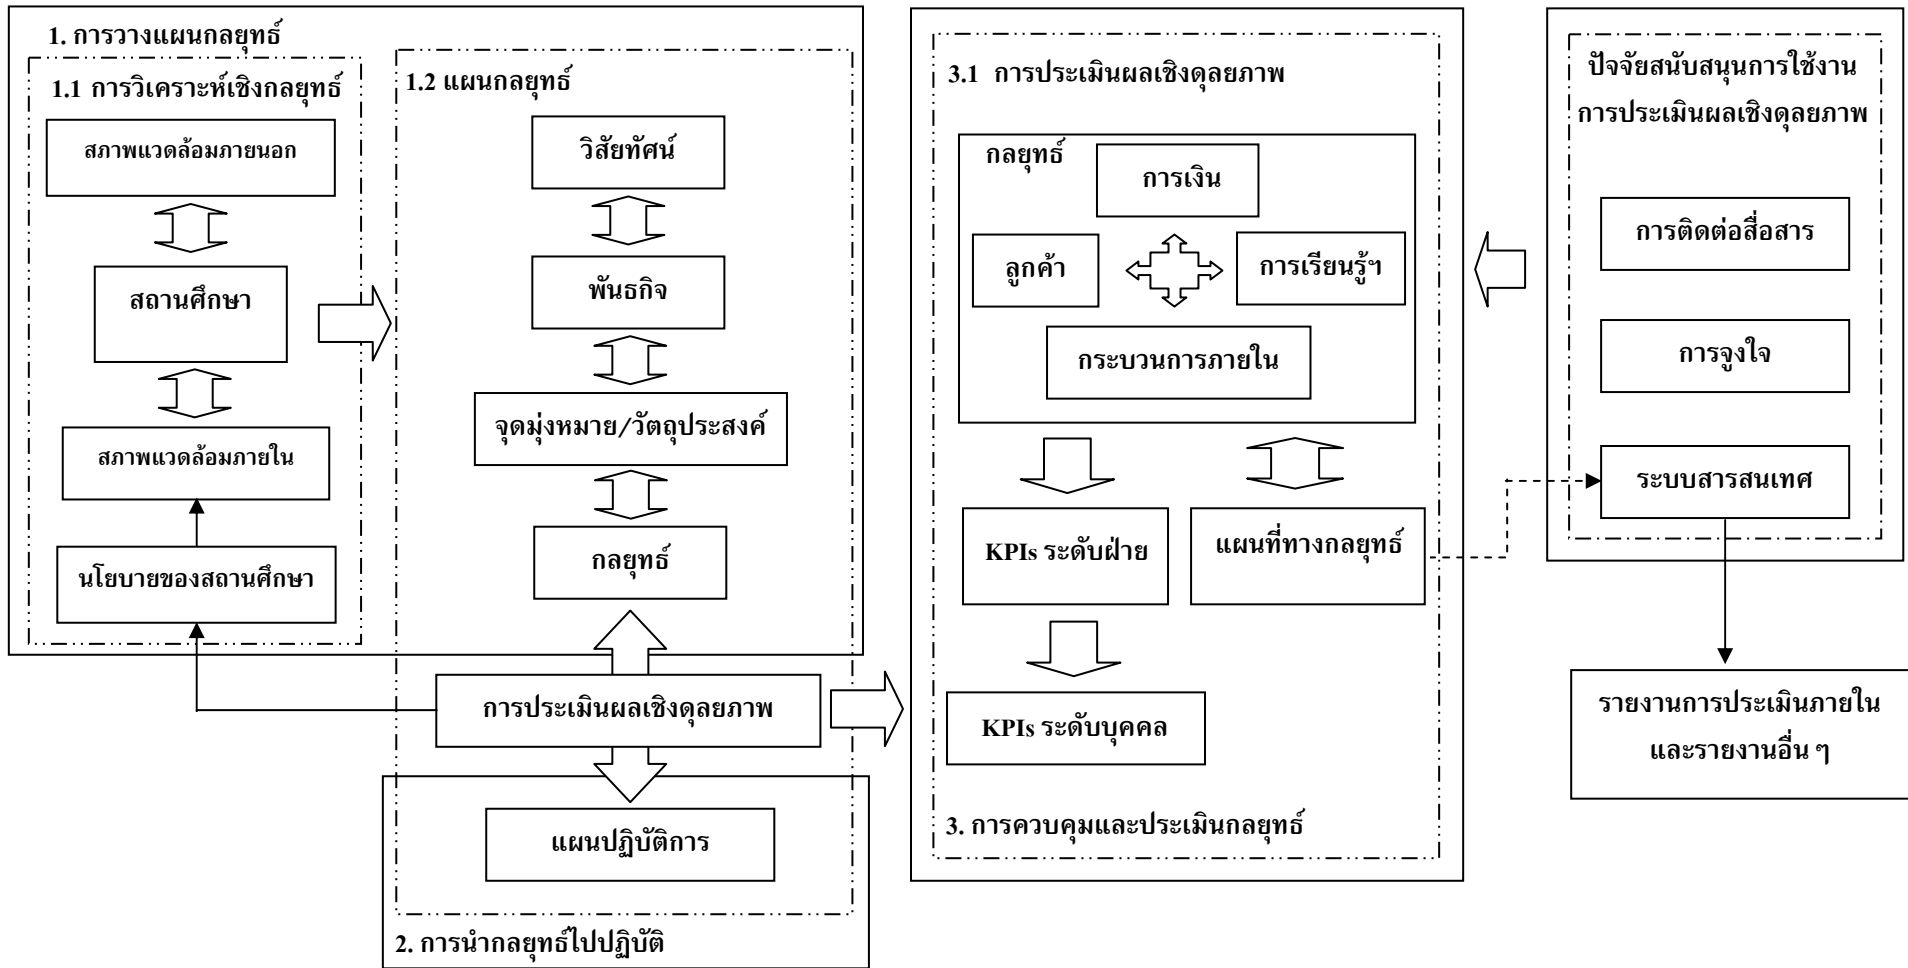 1. การวางแผนกลยุทธ์
1.1 การวิเคราะห์เชิงกลยุทธ์
สภาพแวดล้อมภายนอก
สถานศึกษา
สภาพแวดล้อมภายใน
นโยบายของสถานศึกษา
1.2 แผนกลยุทธ์
วิสัยทัศน์
พันธกิจ
จุดมุ่งหมาย/วัตถุประสงค์
กลยุทธ์
การประเมินผลเชิงดุลยภาพ
แผนปฏิบัติการ
2. การนำกลยุทธ์ไปปฏิบัติ
3.1 การประเมินผลเชิงดุลยภาพ
กลยุทธ์
การเงิน
ลูกค้า
การเรียนรู้ฯ
กระบวนการภายใน
KPIs ระดับฝ่าย
แผนที่ทางกลยุทธ์
KPIs ระดับบุคคล
3. การควบคุมและประเมินกลยุทธ์
ปัจจัยสนับสนุนการใช้งาน
การประเมินผลเชิงดุลยภาพ
การติดต่อสื่อสาร
การจูงใจ
ระบบสารสนเทศ
รายงานการประเมินภายใน
และรายงานอื่น ๆ